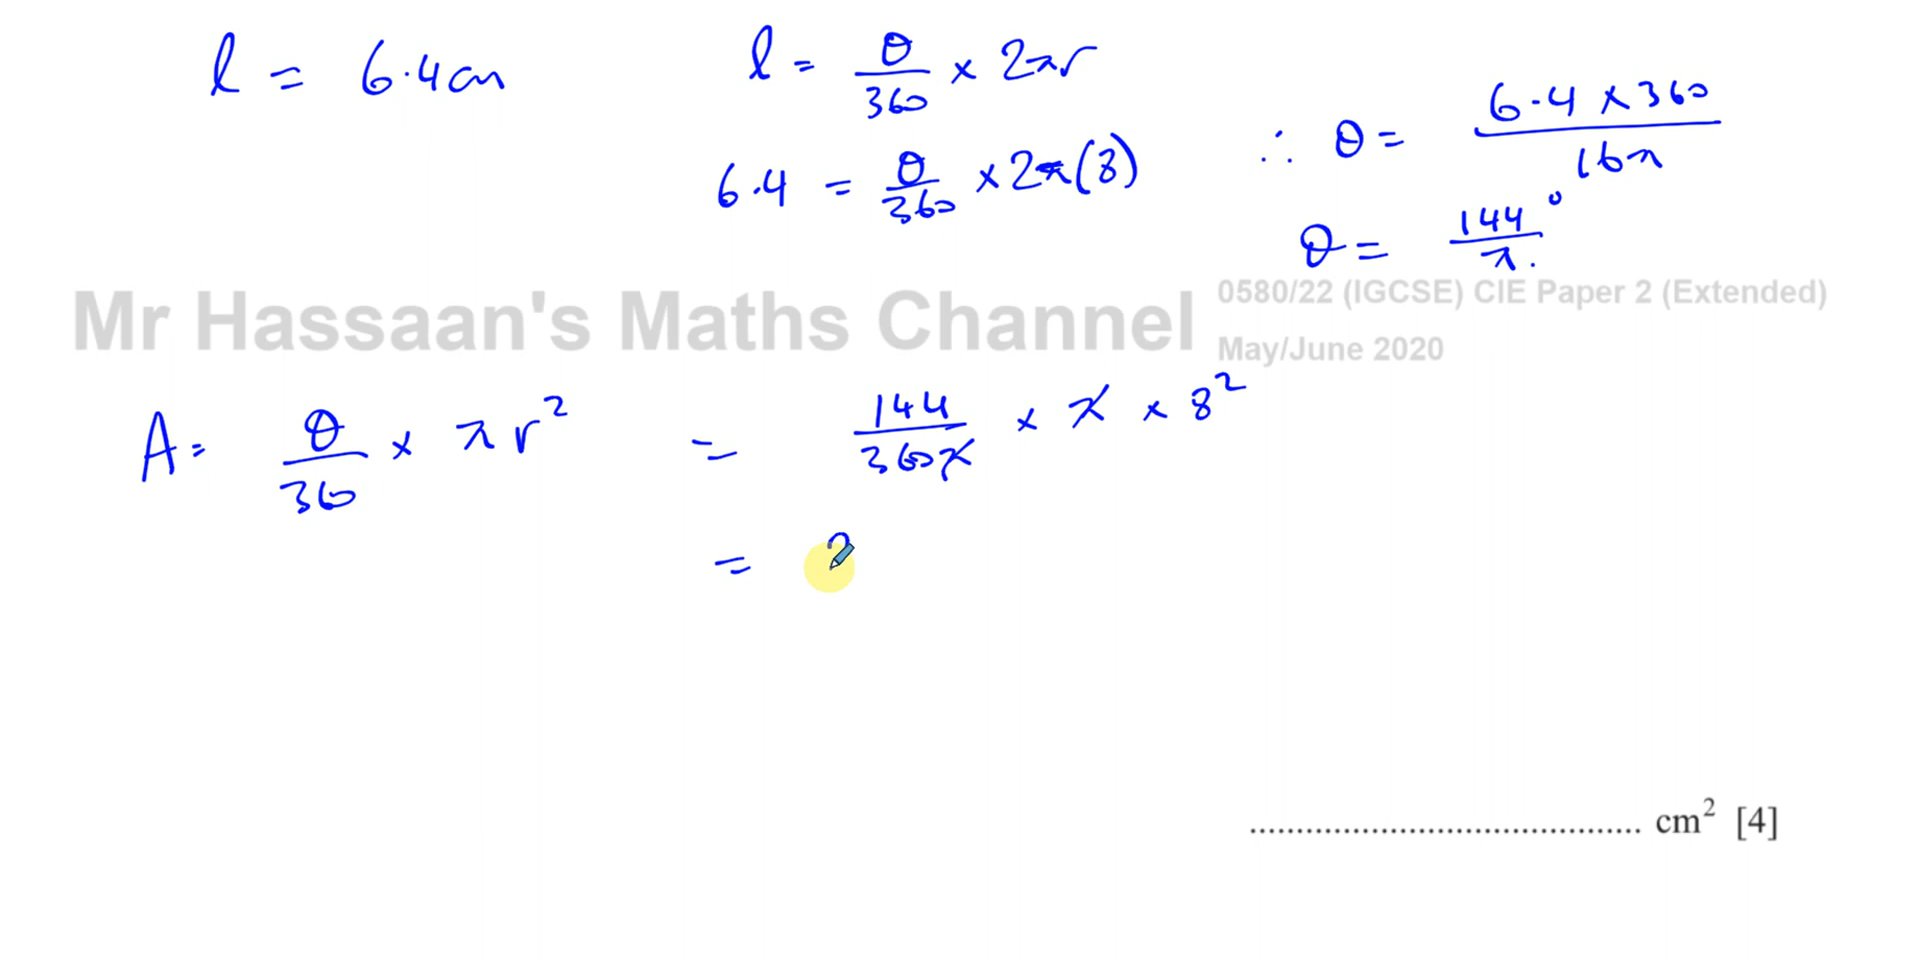 l = 6.4cm
l = θ/360 × 2πr
6.4 = θ/360 × 2π(8)
∴ θ = 6.4 × 360/16π
θ = 144/π °
Mr Hassaan's Maths Channel
0580/22 (IGCSE) CIE Paper 2 (Extended)
May/June 2020
A = θ/360 × πr² = 144/360π × π × 8²
=
........................................ cm² [4]